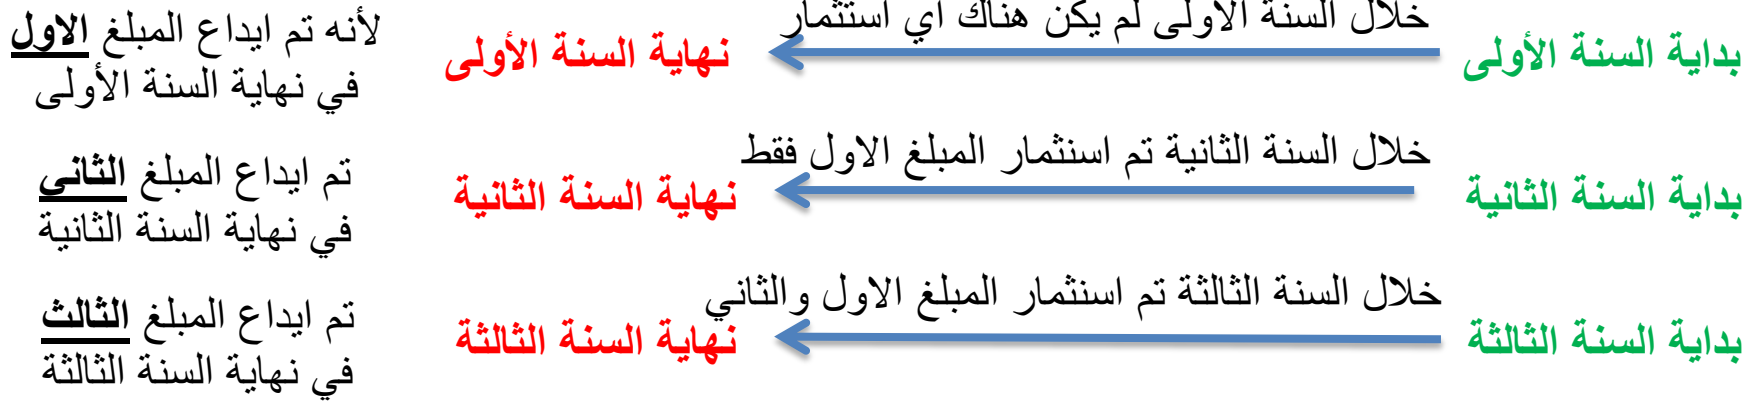 بداية السنة الأولى
خلال السنة الاولى لم يكن هناك اي استثمار
نهاية السنة الأولى
لأنه تم ايداع المبلغ الاول
في نهاية السنة الأولى
بداية السنة الثانية
خلال السنة الثانية تم اسنثمار المبلغ الاول فقط
نهاية السنة الثانية
تم ايداع المبلغ الثاني
في نهاية السنة الثانية
بداية السنة الثالثة
خلال السنة الثالثة تم اسنثمار المبلغ الاول والثاني
نهاية السنة الثالثة
تم ايداع المبلغ الثالث
في نهاية السنة الثالثة